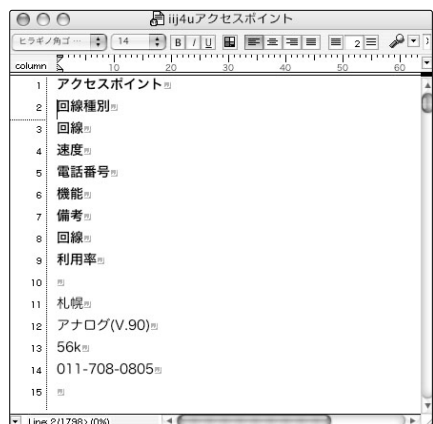 iij4uアクセスポイント
ヒラギノ角ゴ… 14 B I U 2
column 10 20 30 40 50 60
1 アクセスポイント
2 回線種別
3 回線
4 速度
5 電話番号
6 機能
7 備考
8 回線
9 利用率
10
11 札幌
12 アナログ(V.90)
13 56k
14 011-708-0805
15
Line: 2(1798) (0%)